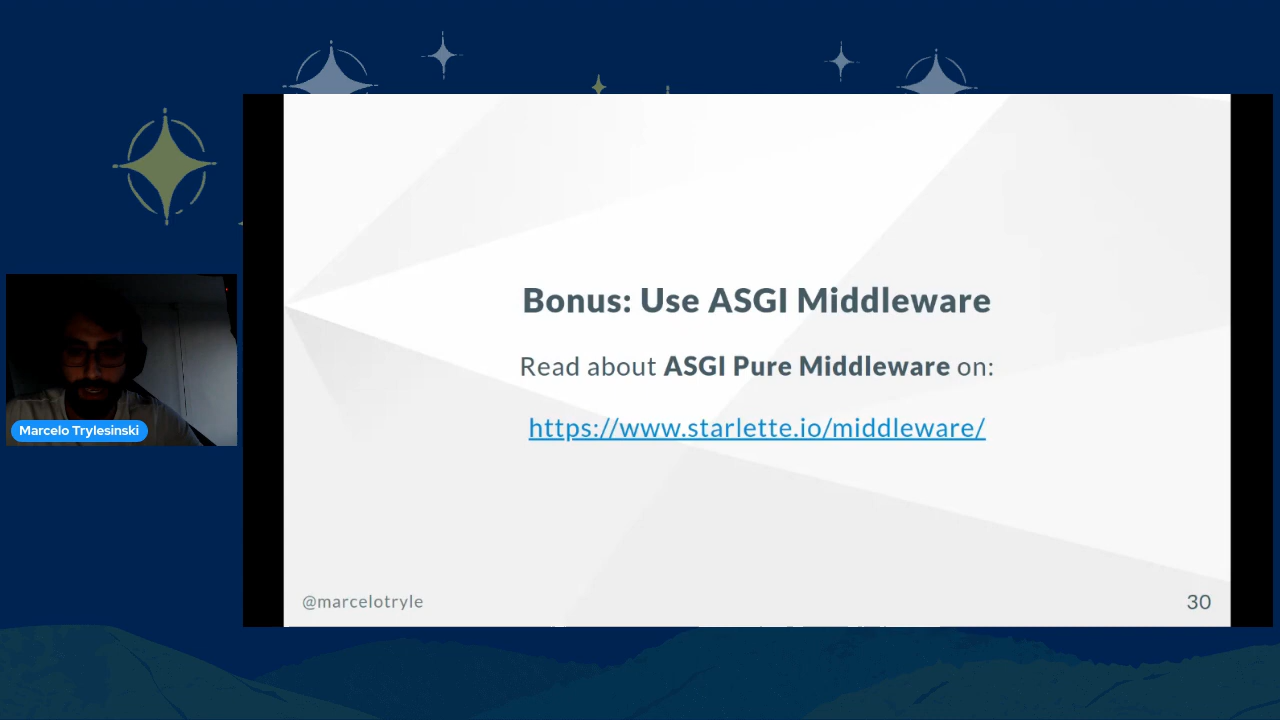 Bonus: Use ASGI Middleware
Read about ASGI Pure Middleware on:
https://www.starlette.io/middleware/
Marcelo Trylesinski
@marcelotryle
30